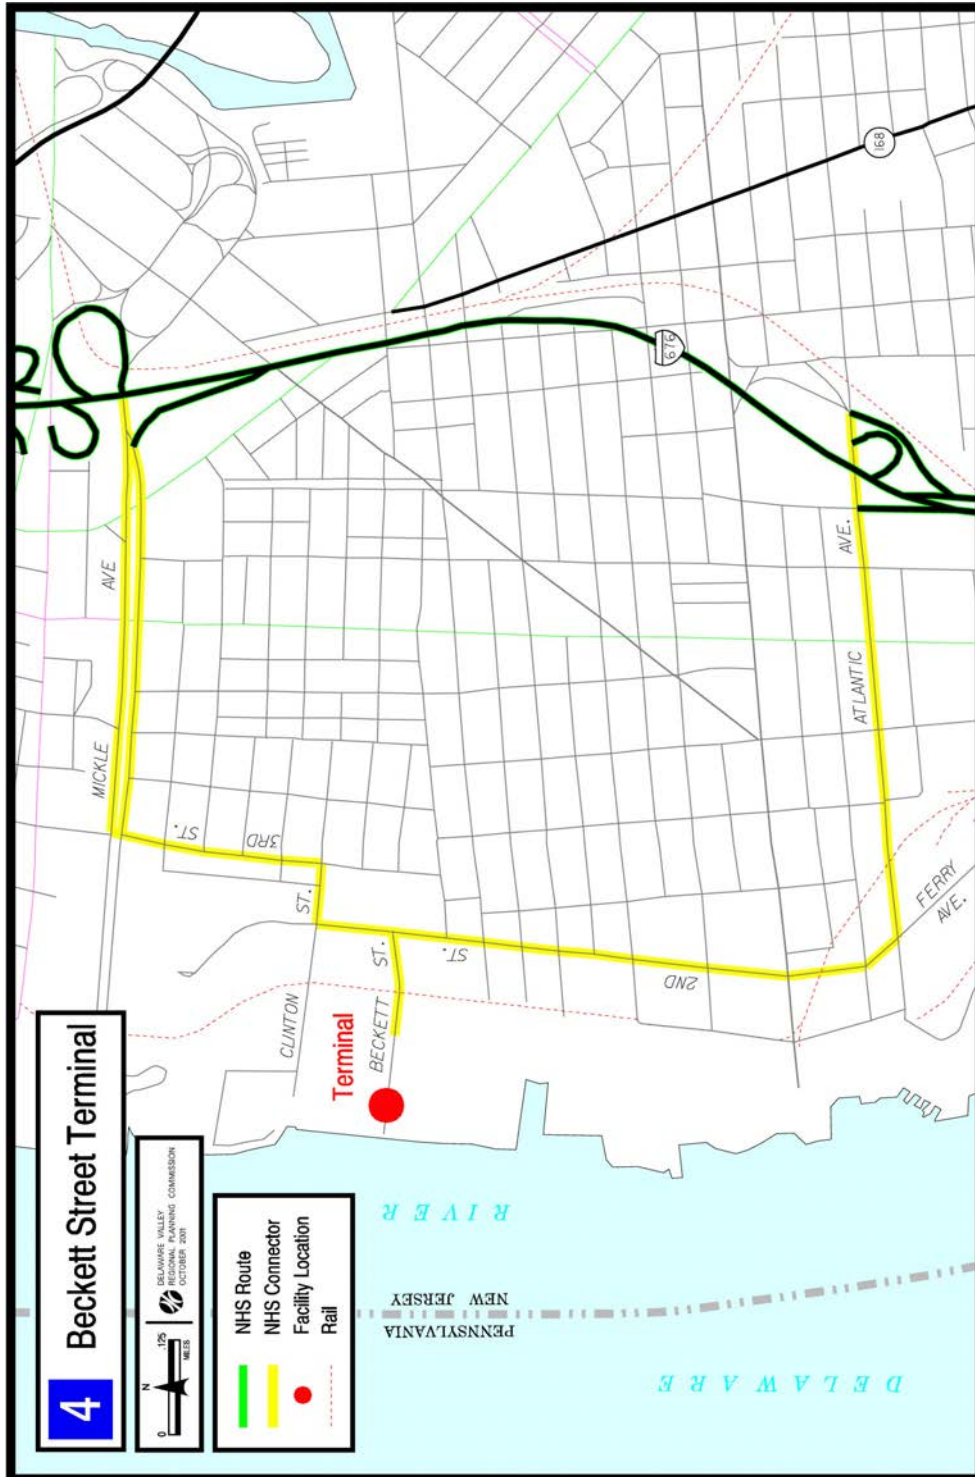 4
Beckett Street Terminal
0
.125
MILES
N
DELAWARE VALLEY
REGIONAL PLANNING COMMISSION
OCTOBER 2001
NHS Route
NHS Connector
Facility Location
Rail
MICKLE
AVE
3RD
ST.
CLINTON
ST.
BECKETT
ST.
Terminal
2ND
ST.
ATLANTIC
AVE.
FERRY
AVE.
676
168
DELAWARE
RIVER
PENNSYLVANIA
NEW JERSEY